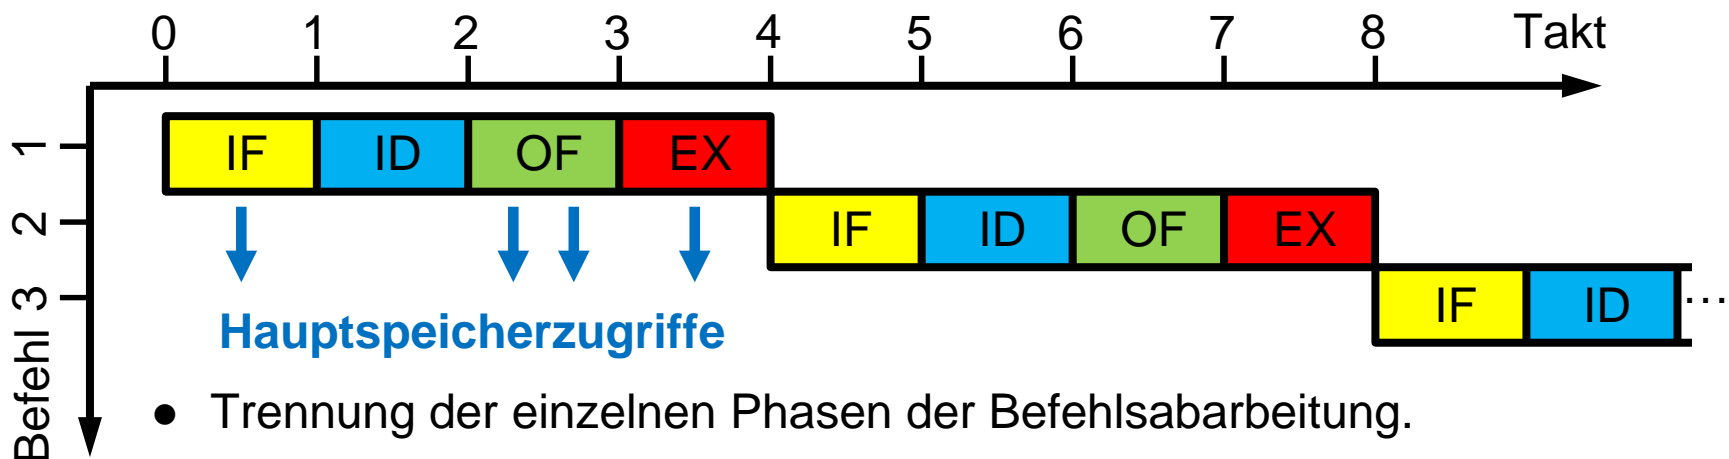 0 1 2 3 4 5 6 7 8 Takt
1 IF ID OF EX
2 IF ID OF EX
3 IF ID ...
Hauptspeicherzugriffe
Befehl
● Trennung der einzelnen Phasen der Befehlsabarbeitung.